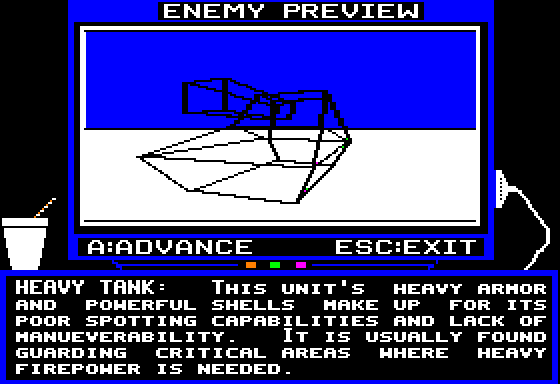 ENEMY PREVIEW
A:ADVANCE ESC:EXIT
HEAVY TANK: THIS UNIT'S HEAVY ARMOR
AND POWERFUL SHELLS MAKE UP FOR ITS
POOR SPOTTING CAPABILITIES AND LACK OF
MANUEVERABILITY. IT IS USUALLY FOUND
GUARDING CRITICAL AREAS WHERE HEAVY
FIREPOWER IS NEEDED.